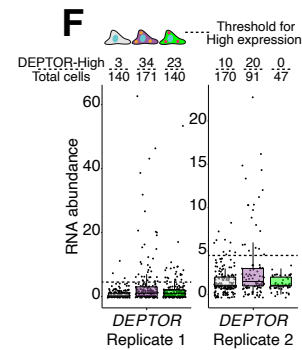 F
Threshold for
High expression
DEPTOR-High 3 34 23 10 20 0
Total cells 140 171 140 170 91 47
RNA abundance
60
40
20
0
20
15
10
5
0
DEPTOR DEPTOR
Replicate 1 Replicate 2